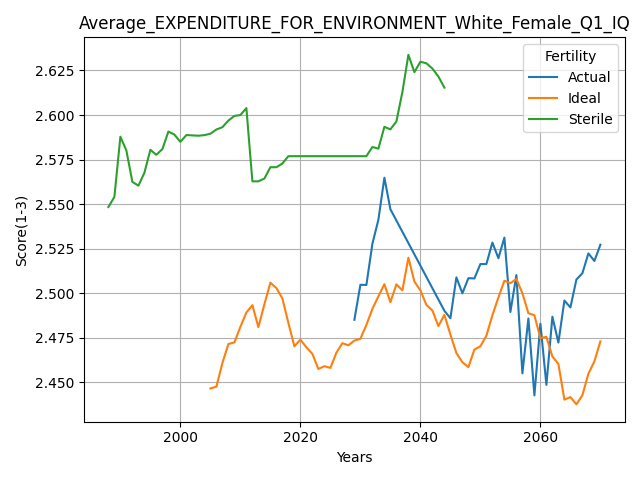 Average_EXPENDITURE_FOR_ENVIRONMENT_White_Female_Q1_IQ
Fertility
Actual
Ideal
Sterile
2.625
2.600
2.575
2.550
2.525
2.500
2.475
2.450
Score(1-3)
2000
2020
2040
2060
Years